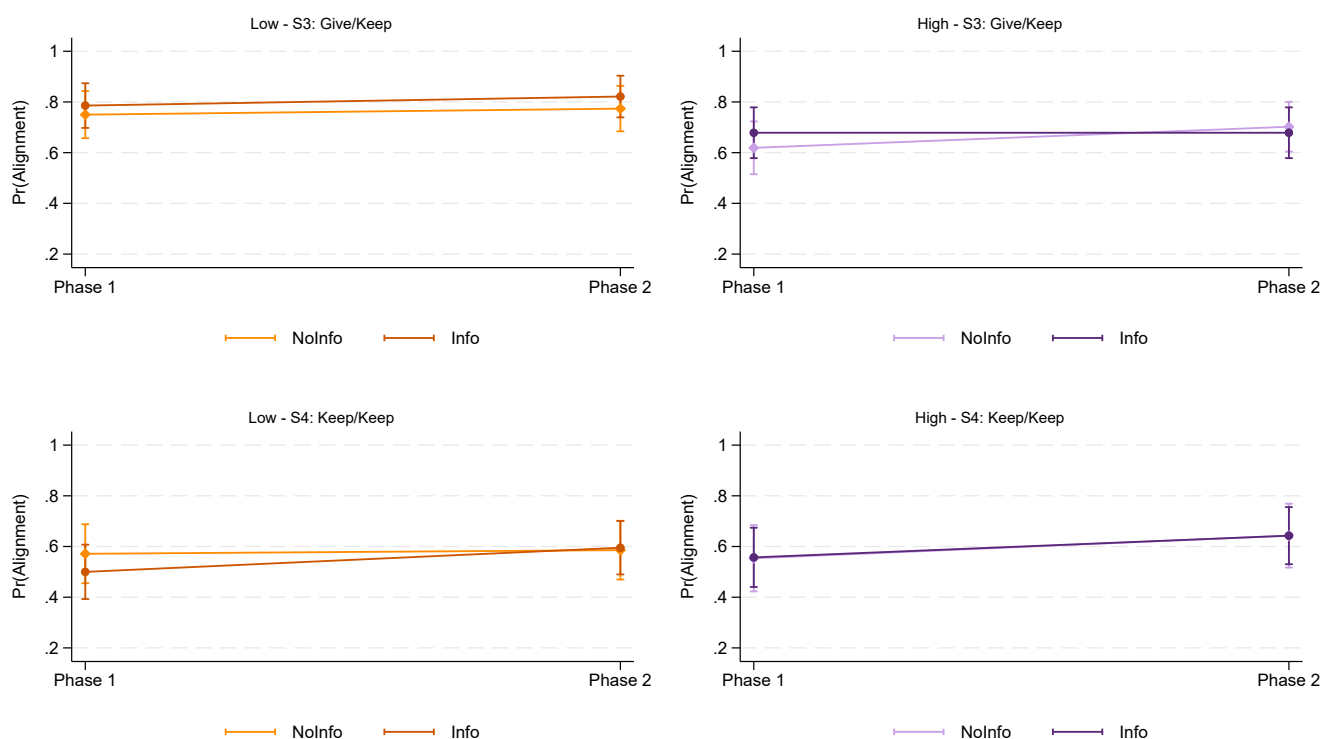 Low - S3: Give/Keep
Pr(Alignment)
1
.8
.6
.4
.2
Phase 1
Phase 2
NoInfo
Info
High - S3: Give/Keep
Pr(Alignment)
1
.8
.6
.4
.2
Phase 1
Phase 2
NoInfo
Info
Low - S4: Keep/Keep
Pr(Alignment)
1
.8
.6
.4
.2
Phase 1
Phase 2
NoInfo
Info
High - S4: Keep/Keep
Pr(Alignment)
1
.8
.6
.4
.2
Phase 1
Phase 2
NoInfo
Info